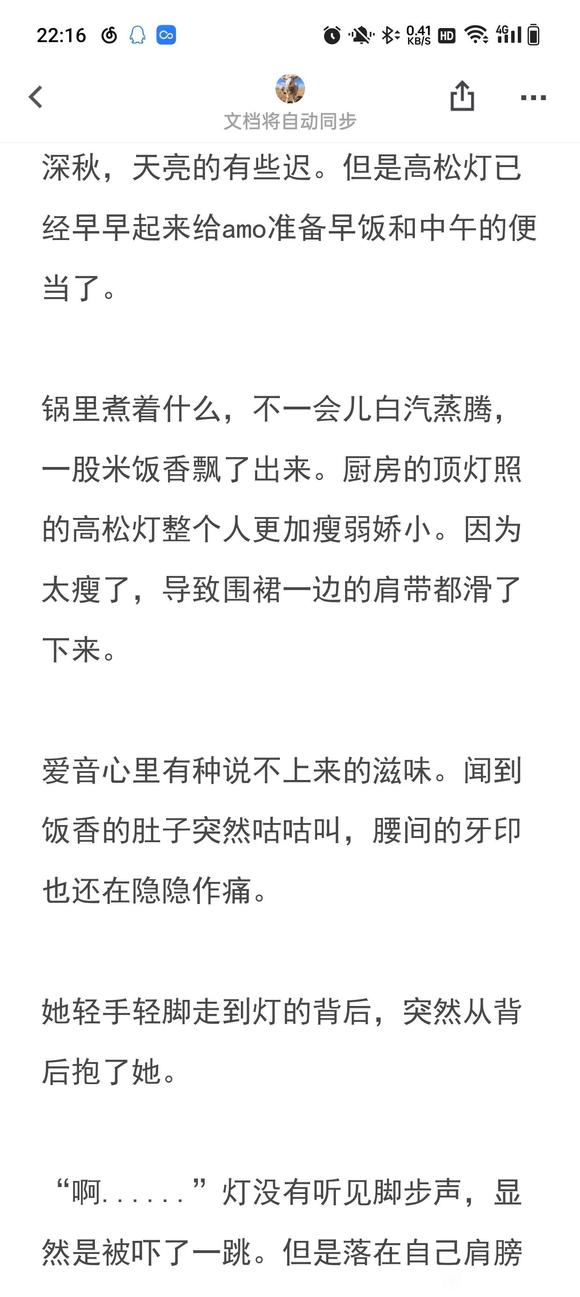 22:16
0.41
KB/S
HD
4G
文档将自动同步
深秋，天亮的有些迟。但是高松灯已
经早早起来给amo准备早饭和中午的便
当了。
锅里煮着什么，不一会儿白汽蒸腾，
一股米饭香飘了出来。厨房的顶灯照
的高松灯整个人更加瘦弱娇小。因为
太瘦了，导致围裙一边的肩带都滑了
下来。
爱音心里有种说不上来的滋味。闻到
饭香的肚子突然咕咕叫，腰间的牙印
也还在隐隐作痛。
她轻手轻脚走到灯的背后，突然从背
后抱了她。
“啊......”灯没有听见脚步声，显
然是被吓了一跳。但是落在自己肩膀